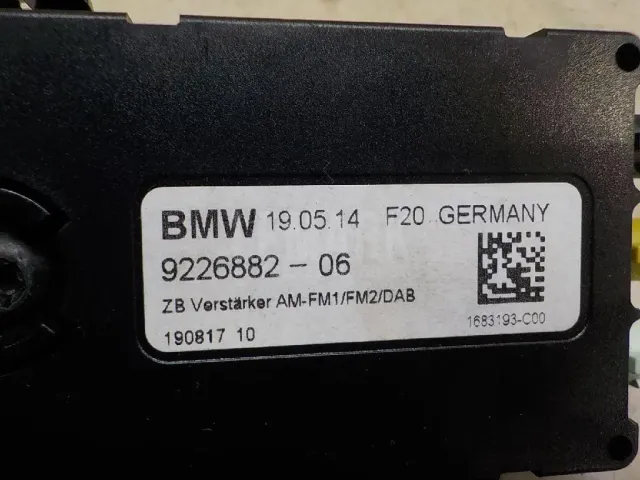 BMW 19.05.14 F20 GERMANY
9226882-06
ZB Verstärker AM-FM1/FM2/DAB
190817 10
1683193-C00